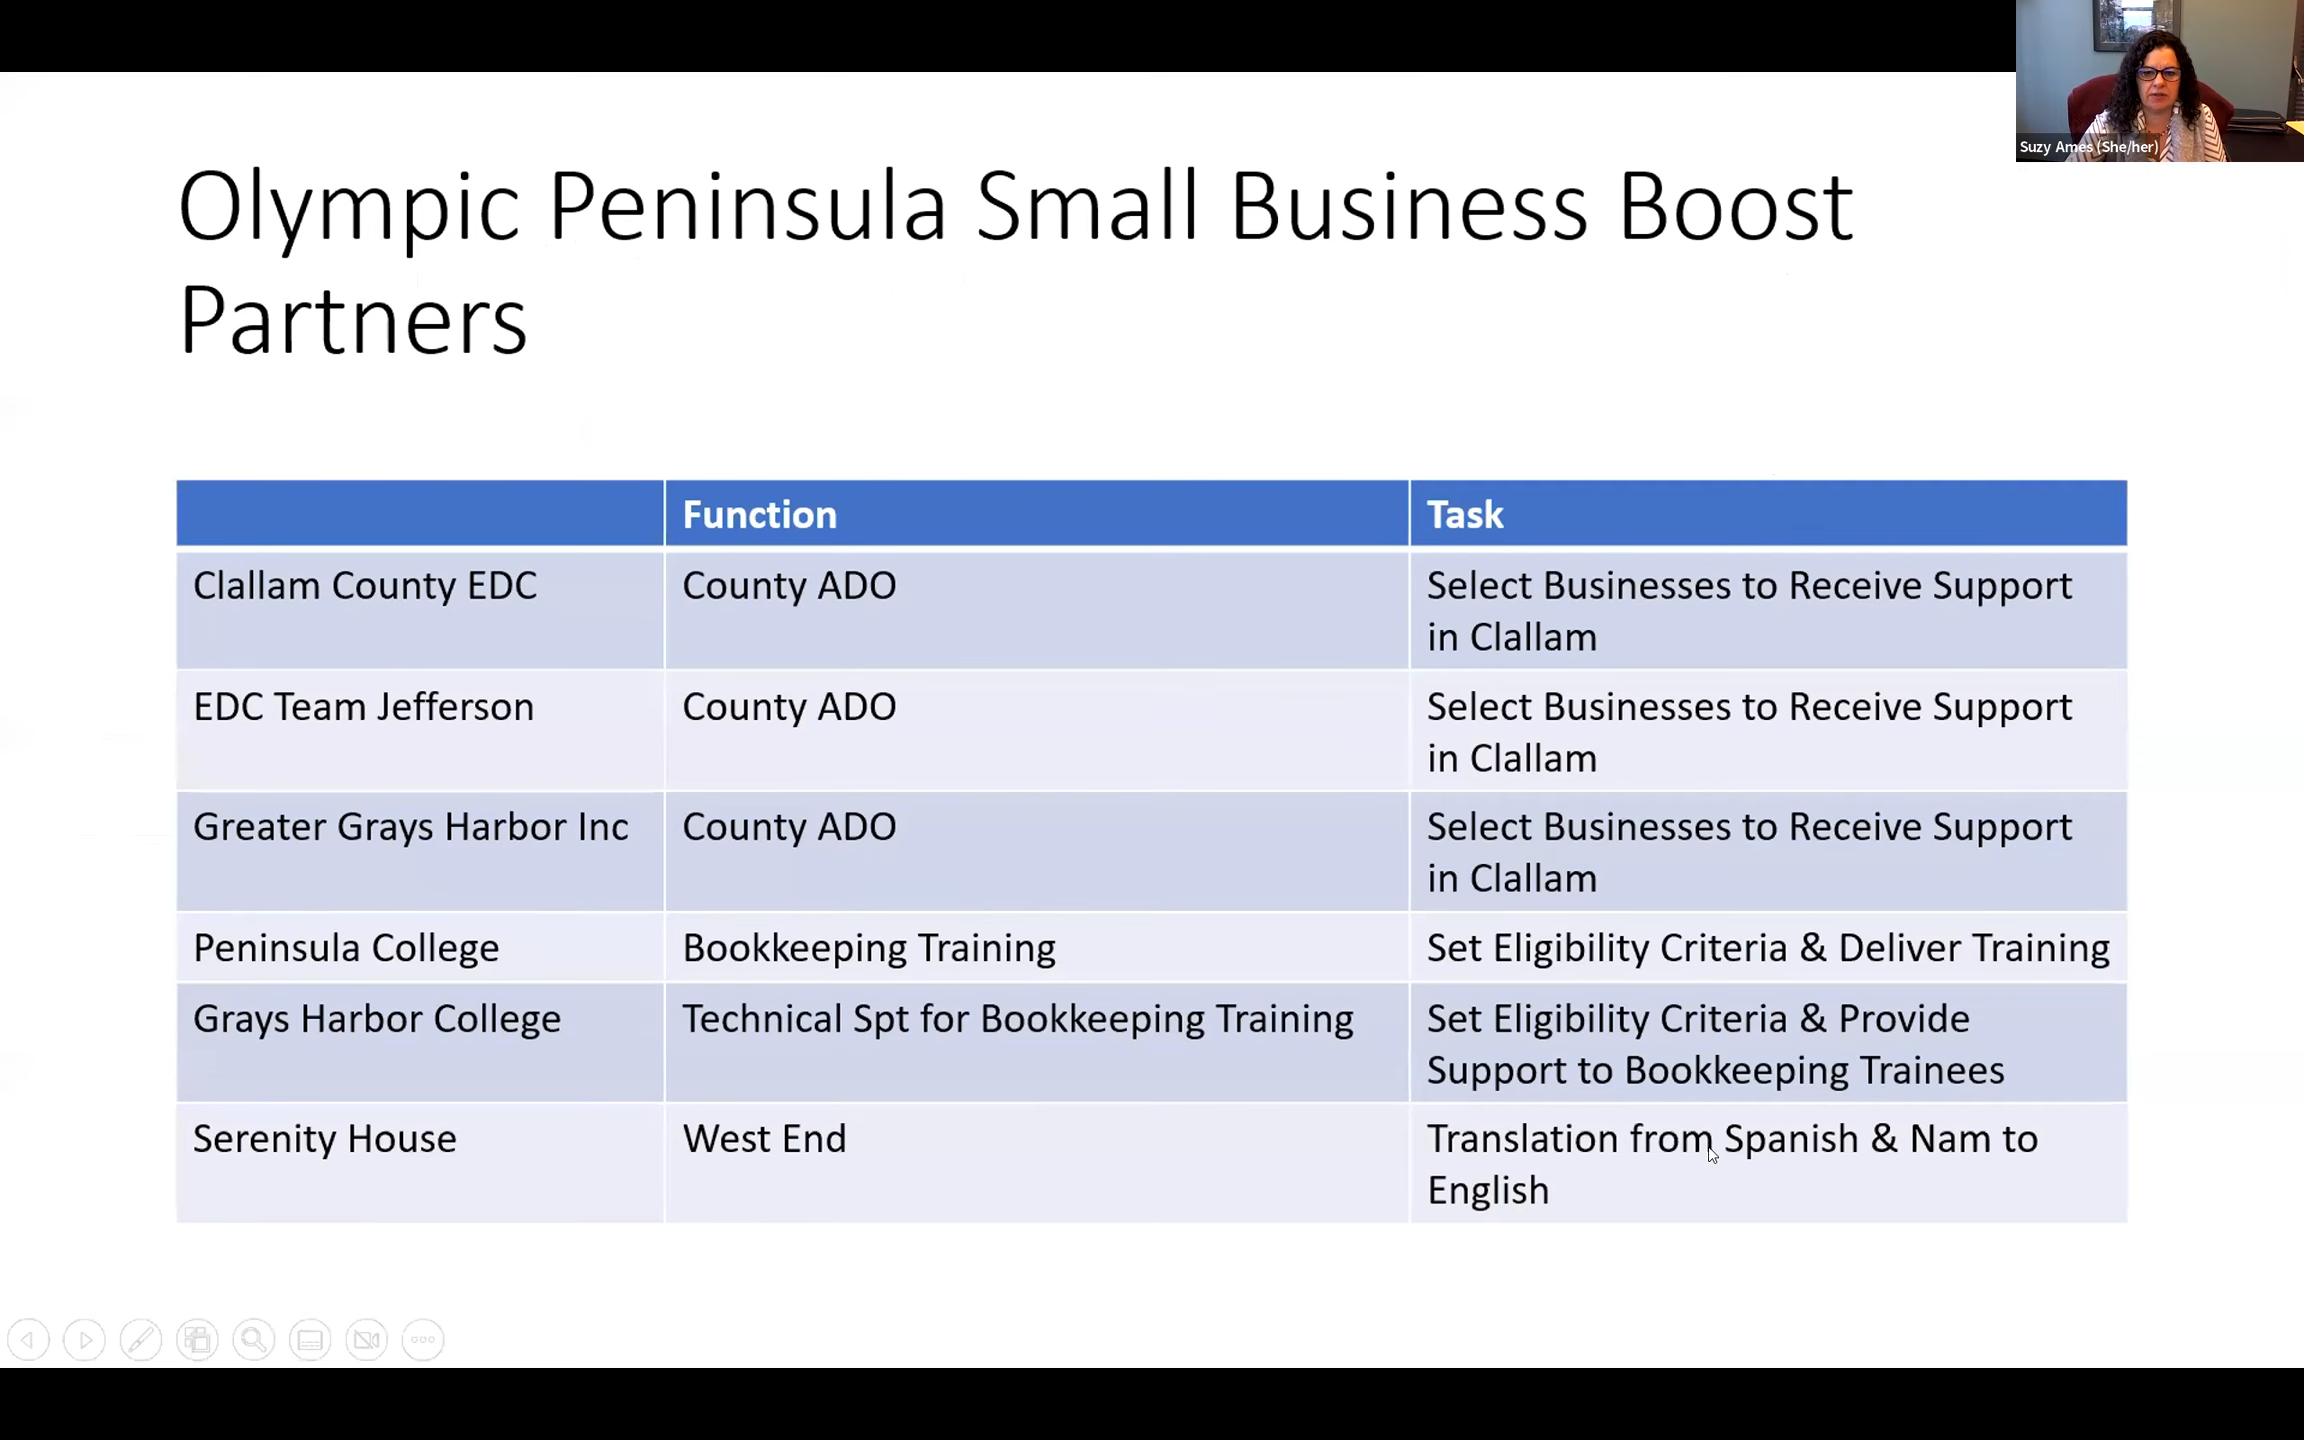 Suzy Ames (She/her)
Olympic Peninsula Small Business Boost
Partners
Function
Task
Clallam County EDC
County ADO
Select Businesses to Receive Support
in Clallam
EDC Team Jefferson
County ADO
Select Businesses to Receive Support
in Clallam
Greater Grays Harbor Inc
County ADO
Select Businesses to Receive Support
in Clallam
Peninsula College
Bookkeeping Training
Set Eligibility Criteria & Deliver Training
Grays Harbor College
Technical Spt for Bookkeeping Training
Set Eligibility Criteria & Provide
Support to Bookkeeping Trainees
Serenity House
West End
Translation from Spanish & Nam to
English